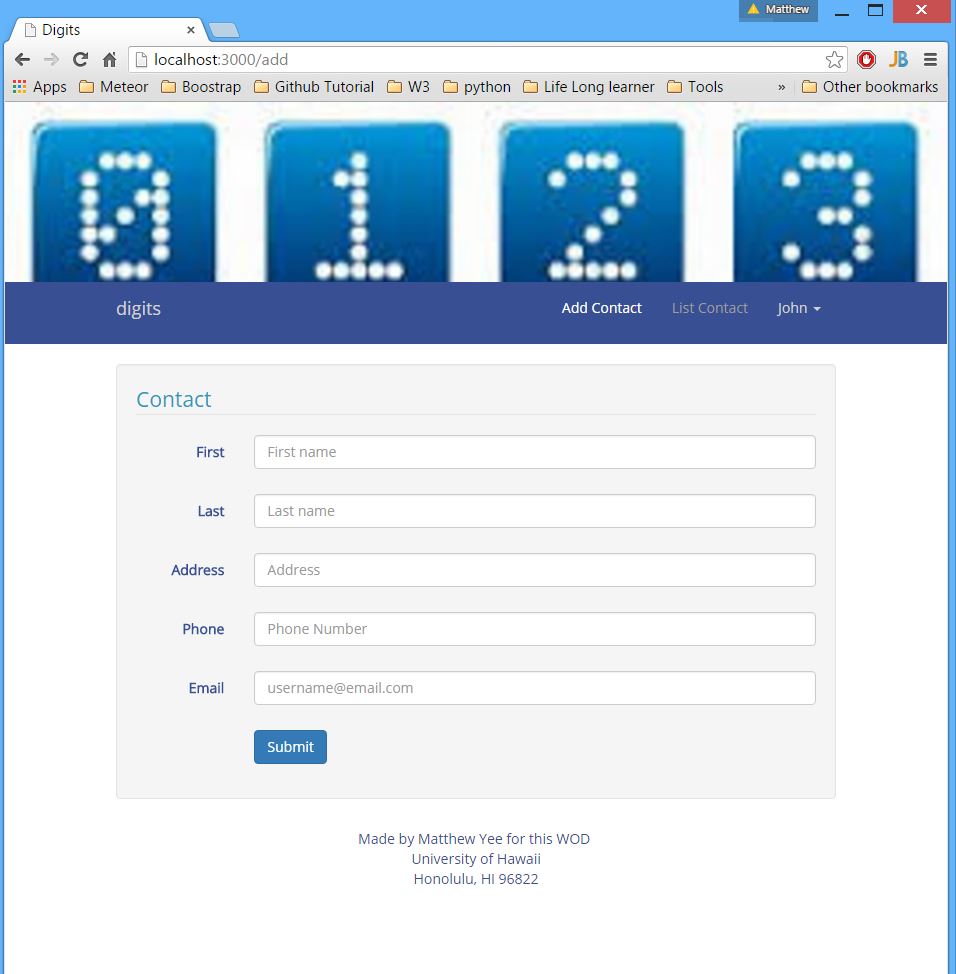 Matthew
Digits
localhost:3000/add
Apps Meteor Boostrap Github Tutorial W3 python Life Long learner Tools » Other bookmarks
JB
0 1 2 3
digits Add Contact List Contact John
Contact
First First name
Last Last name
Address Address
Phone Phone Number
Email username@email.com
Submit
Made by Matthew Yee for this WOD
University of Hawaii
Honolulu, HI 96822